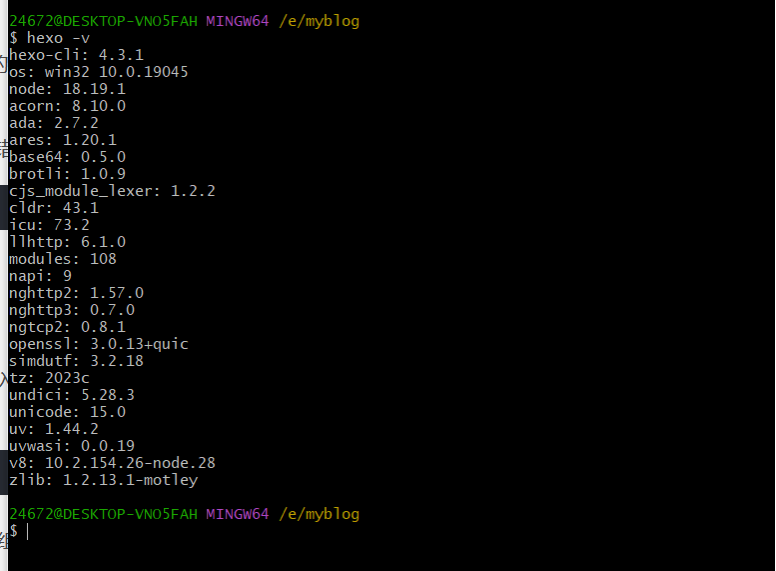 24672@DESKTOP-VNO5FAH MINGW64 /e/myblog
$ hexo -v
hexo-cli: 4.3.1
os: win32 10.0.19045
node: 18.19.1
acorn: 8.10.0
ada: 2.7.2
ares: 1.20.1
base64: 0.5.0
brotli: 1.0.9
cjs_module_lexer: 1.2.2
cldr: 43.1
icu: 73.2
llhttp: 6.1.0
modules: 108
napi: 9
nghttp2: 1.57.0
nghttp3: 0.7.0
ngtcp2: 0.8.1
openssl: 3.0.13+quic
simdutf: 3.2.18
tz: 2023c
undici: 5.28.3
unicode: 15.0
uv: 1.44.2
uvwasi: 0.0.19
v8: 10.2.154.26-node.28
zlib: 1.2.13.1-motley
24672@DESKTOP-VNO5FAH MINGW64 /e/myblog
$